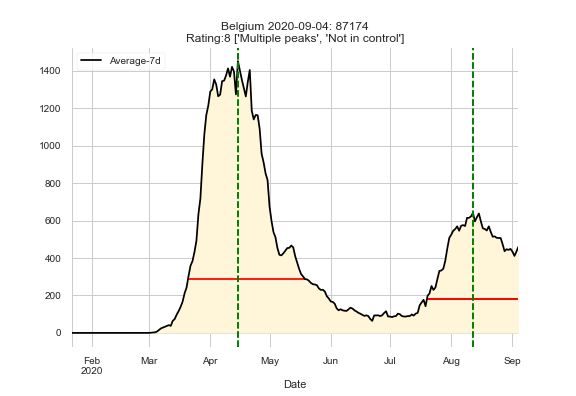 Belgium 2020-09-04: 87174
Rating:8 ['Multiple peaks', 'Not in control']
Average-7d
1400
1200
1000
800
600
400
200
0
Feb Mar Apr May Jun Jul Aug Sep
2020
Date